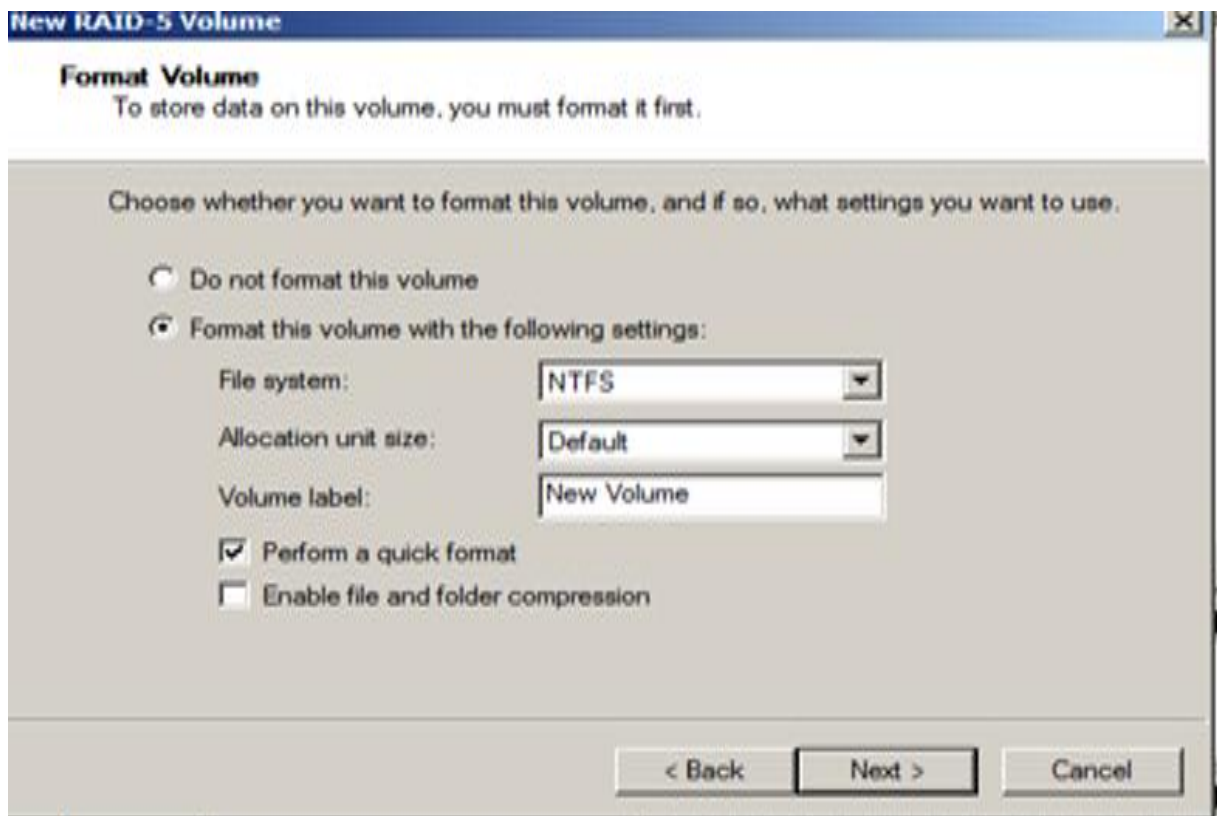 New RAID-5 Volume
Format Volume
To store data on this volume, you must format it first.
Choose whether you want to format this volume, and if so, what settings you want to use.
Do not format this volume
Format this volume with the following settings:
File system: NTFS
Allocation unit size: Default
Volume label: New Volume
Perform a quick format
Enable file and folder compression
< Back Next > Cancel